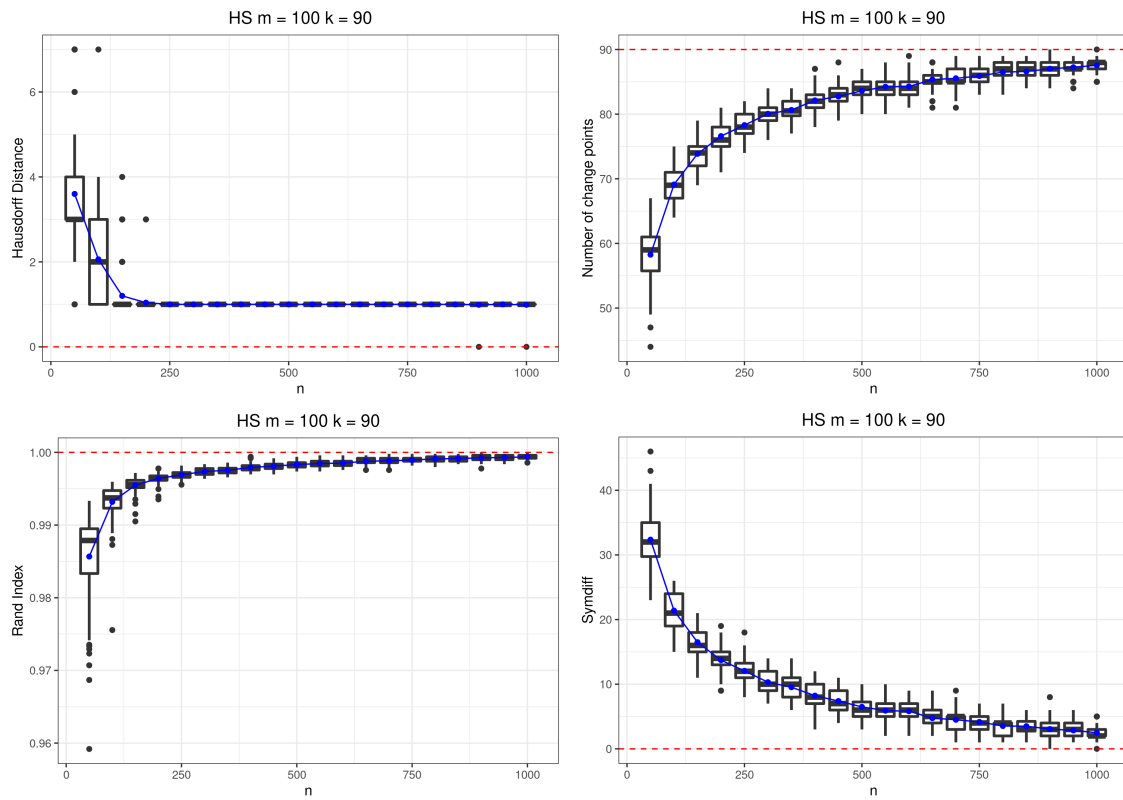 HS m = 100 k = 90
Hausdorff Distance
6
4
2
0
0 250 500 750 1000
n
HS m = 100 k = 90
Number of change points
90
80
70
60
50
0 250 500 750 1000
n
HS m = 100 k = 90
Rand Index
1.00
0.99
0.98
0.97
0.96
0 250 500 750 1000
n
HS m = 100 k = 90
Symdiff
40
30
20
10
0
0 250 500 750 1000
n